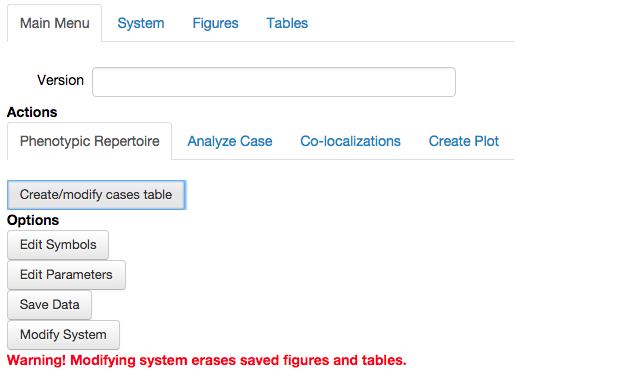 Main Menu System Figures Tables
Version
Actions
Phenotypic Repertoire Analyze Case Co-localizations Create Plot
Create/modify cases table
Options
Edit Symbols
Edit Parameters
Save Data
Modify System
Warning! Modifying system erases saved figures and tables.